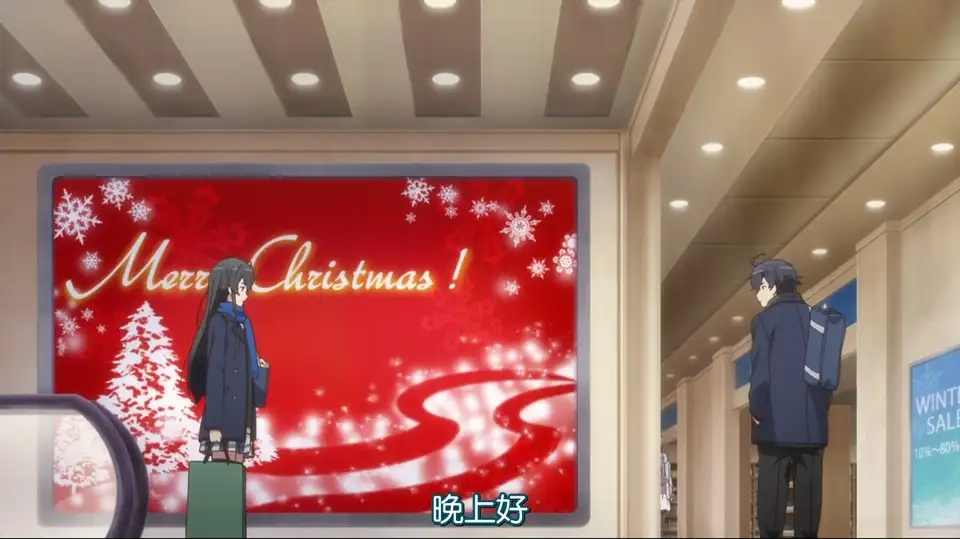 Merry Christmas !
WINTER
SALE
10%~80%
晚上好